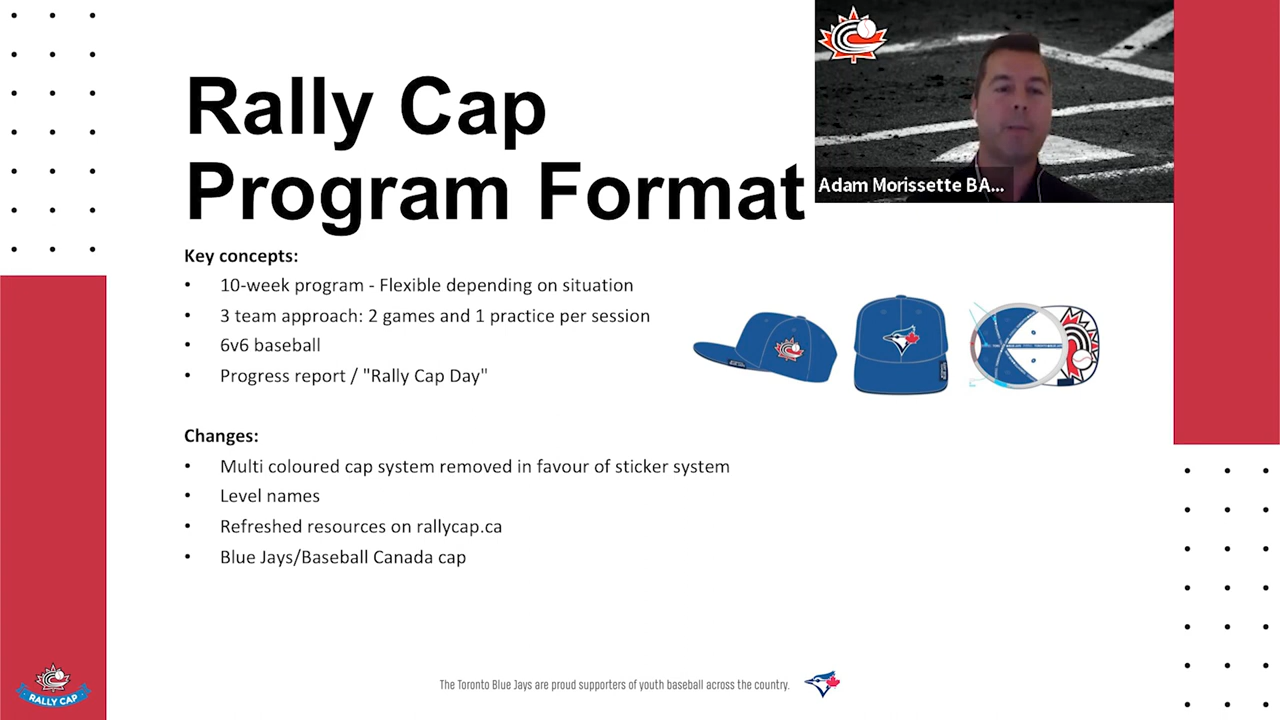 Rally Cap
Program Format
Adam Morissette BA...
Key concepts:
• 10-week program - Flexible depending on situation
• 3 team approach: 2 games and 1 practice per session
• 6v6 baseball
• Progress report / "Rally Cap Day"
Changes:
• Multi coloured cap system removed in favour of sticker system
• Level names
• Refreshed resources on rallycap.ca
• Blue Jays/Baseball Canada cap
RALLY CAP
The Toronto Blue Jays are proud supporters of youth baseball across the country.